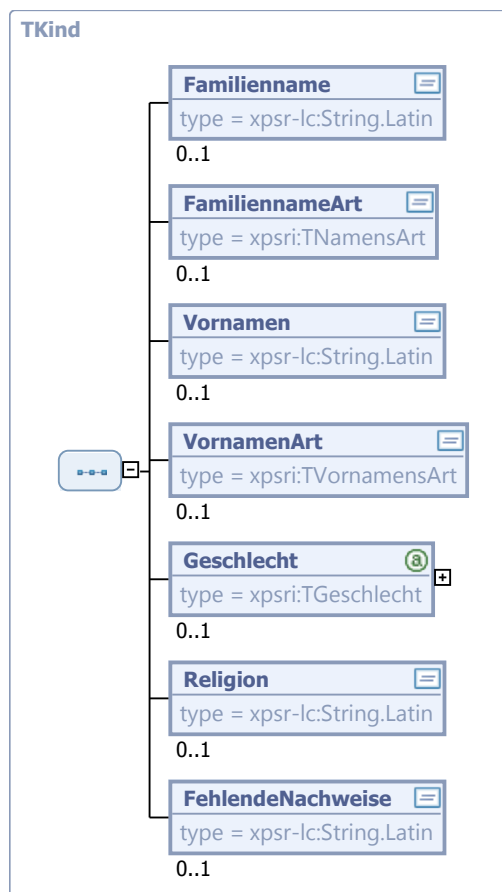 TKind
Familienname
type = xpsr-lc:String.Latin
0..1
FamiliennameArt
type = xpsri:TNamensArt
0..1
Vornamen
type = xpsr-lc:String.Latin
0..1
VornamenArt
type = xpsri:TVornamensArt
0..1
Geschlecht
type = xpsri:TGeschlecht
0..1
Religion
type = xpsr-lc:String.Latin
0..1
FehlendeNachweise
type = xpsr-lc:String.Latin
0..1